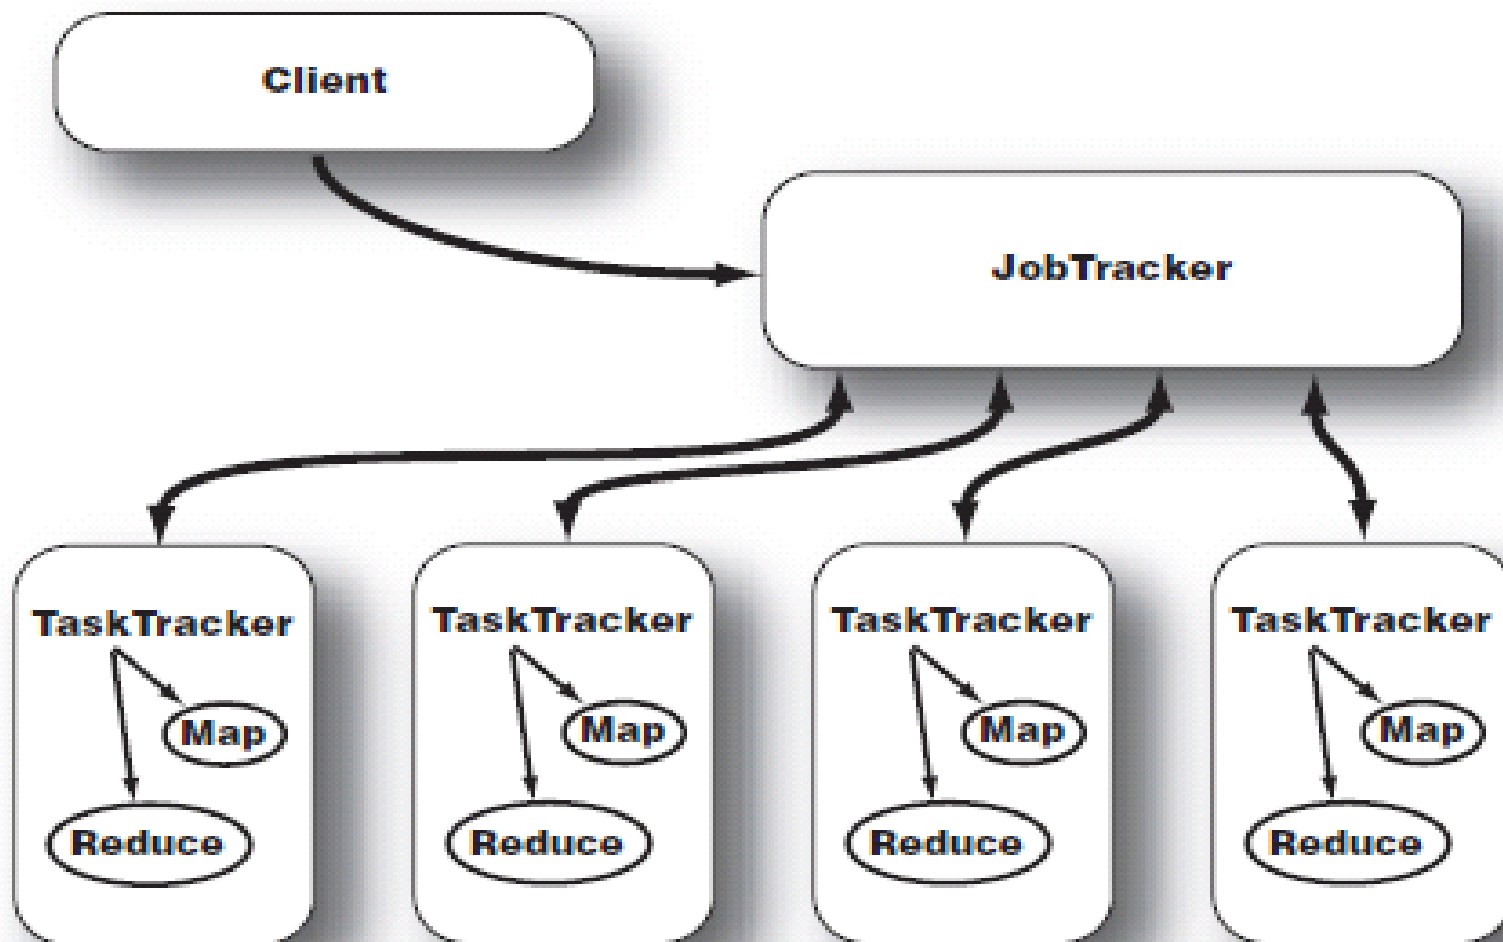 Client
JobTracker
TaskTracker
Map
Reduce
TaskTracker
Map
Reduce
TaskTracker
Map
Reduce
TaskTracker
Map
Reduce